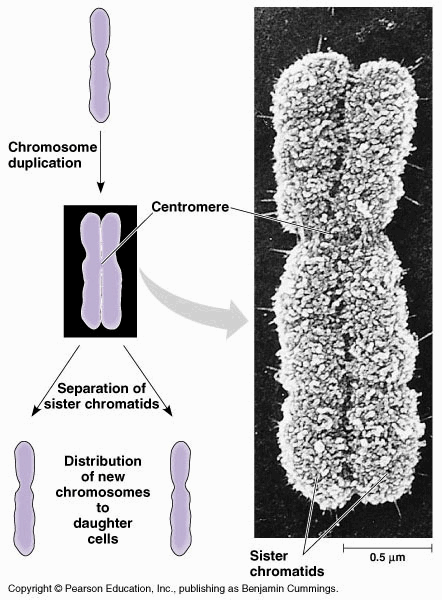 Chromosome
duplication
Centromere
Separation of
sister chromatids
Distribution
of new
chromosomes
to
daughter
cells
Sister
chromatids
0.5 µm
Copyright © Pearson Education, Inc., publishing as Benjamin Cummings.